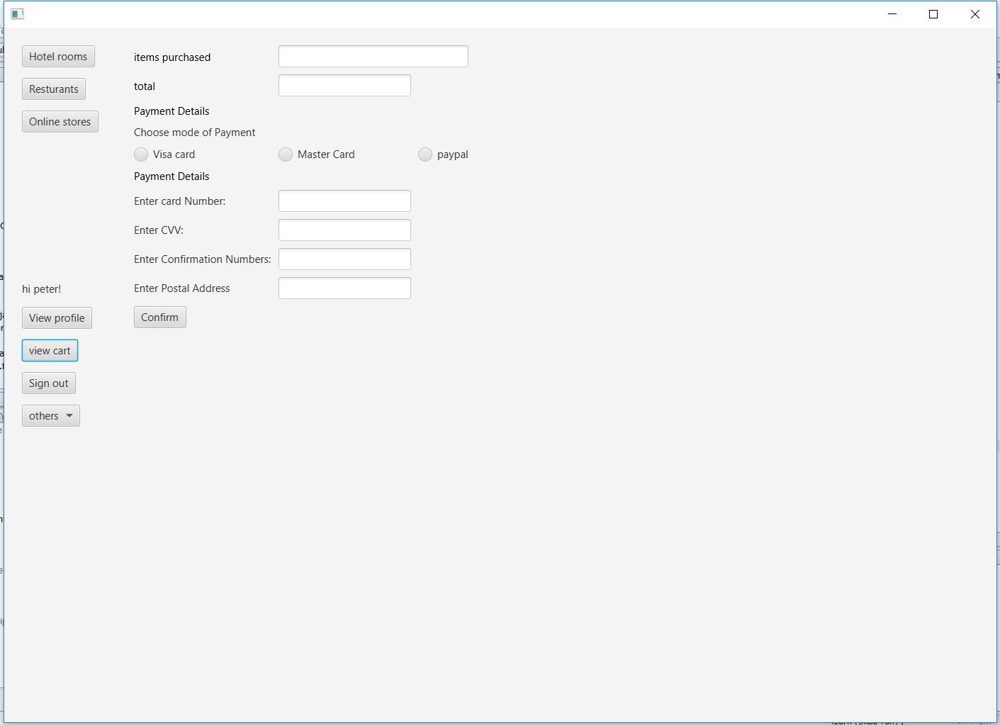 Hotel rooms
Resturants
Online stores
hi peter!
View profile
view cart
Sign out
others
items purchased
total
Payment Details
Choose mode of Payment
Visa card Master Card paypal
Payment Details
Enter card Number:
Enter CVV:
Enter Confirmation Numbers:
Enter Postal Address
Confirm